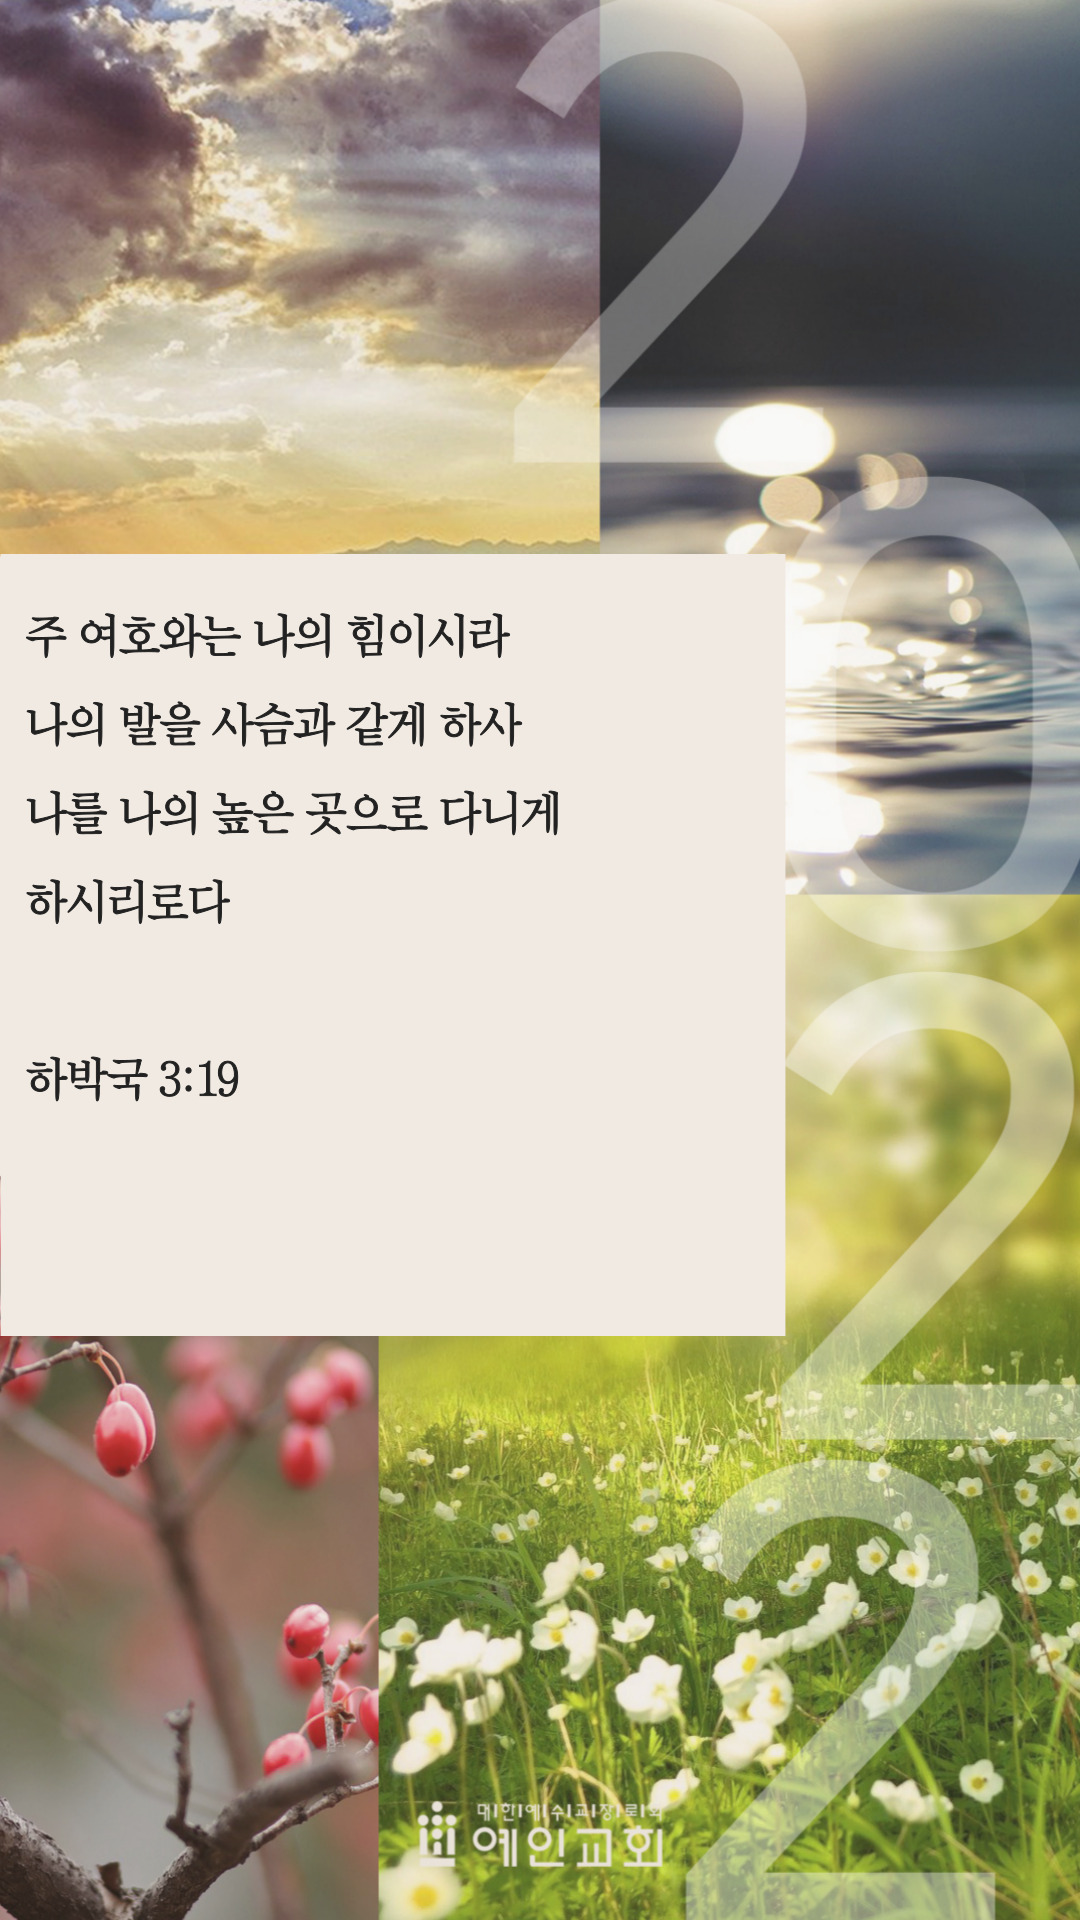 2022
주 여호와는 나의 힘이시라
나의 발을 사슴과 같게 하사
나를 나의 높은 곳으로 다니게
하시리로다
하박국 3:19
대한예수교장로회
예인교회